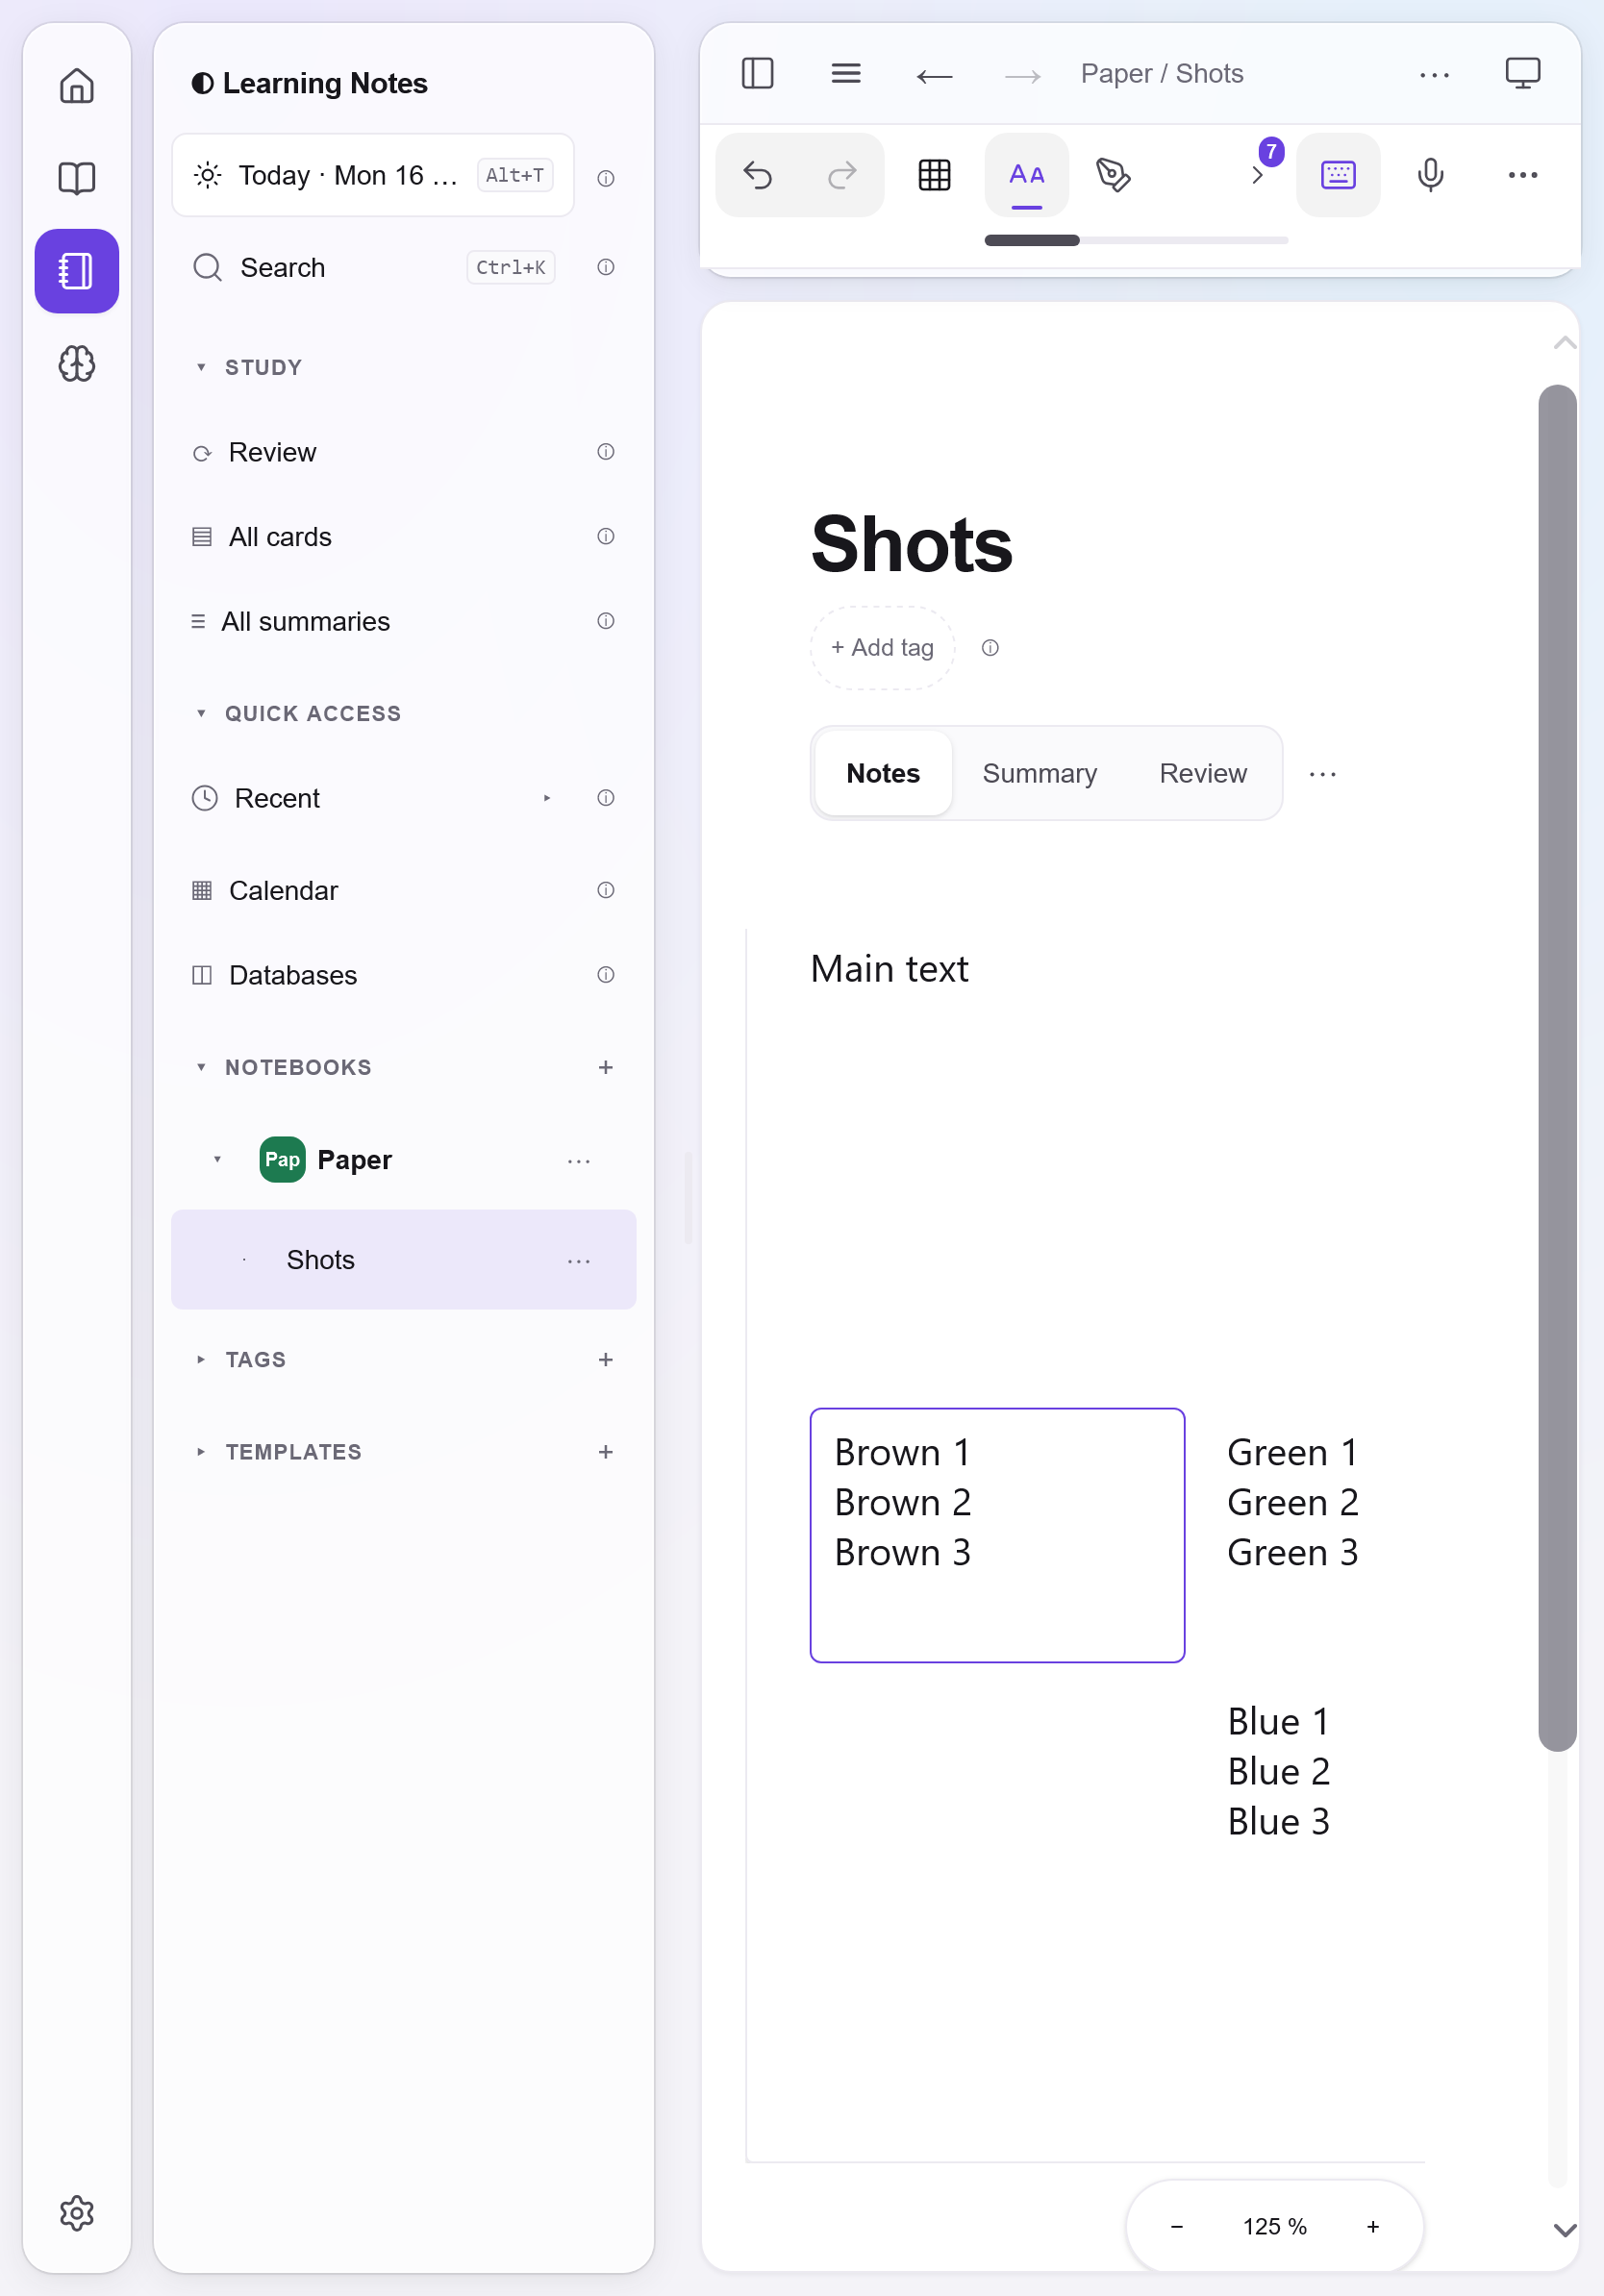 Learning Notes
Today · Mon 16 … Alt+T
Search Ctrl+K
STUDY
Review
All cards
All summaries
QUICK ACCESS
Recent
Calendar
Databases
NOTEBOOKS +
Pap Paper ...
Shots ...
TAGS +
TEMPLATES +
Paper / Shots ...
AA 7
Shots
+ Add tag
Notes Summary Review ...
Main text
Brown 1
Brown 2
Brown 3
Green 1
Green 2
Green 3
Blue 1
Blue 2
Blue 3
− 125 % +